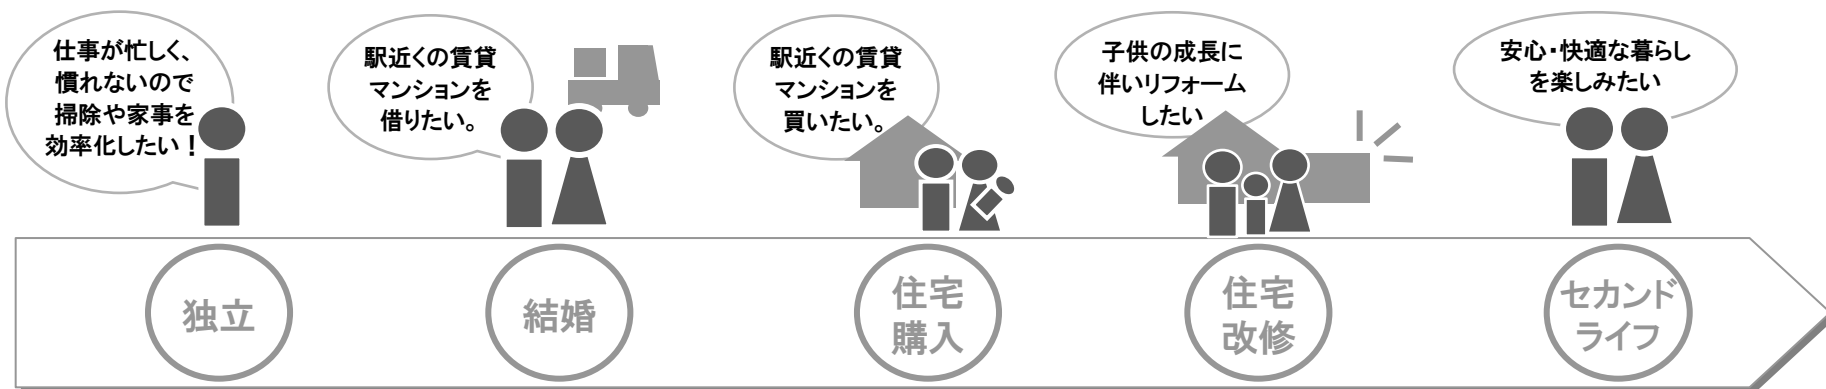 仕事が忙しく、
慣れないので
掃除や家事を
効率化したい！
駅近くの賃貸
マンションを
借りたい。
駅近くの賃貸
マンションを
買いたい。
子供の成長に
伴いリフォーム
したい
安心・快適な暮らし
を楽しみたい
独立
結婚
住宅
購入
住宅
改修
セカンド
ライフ